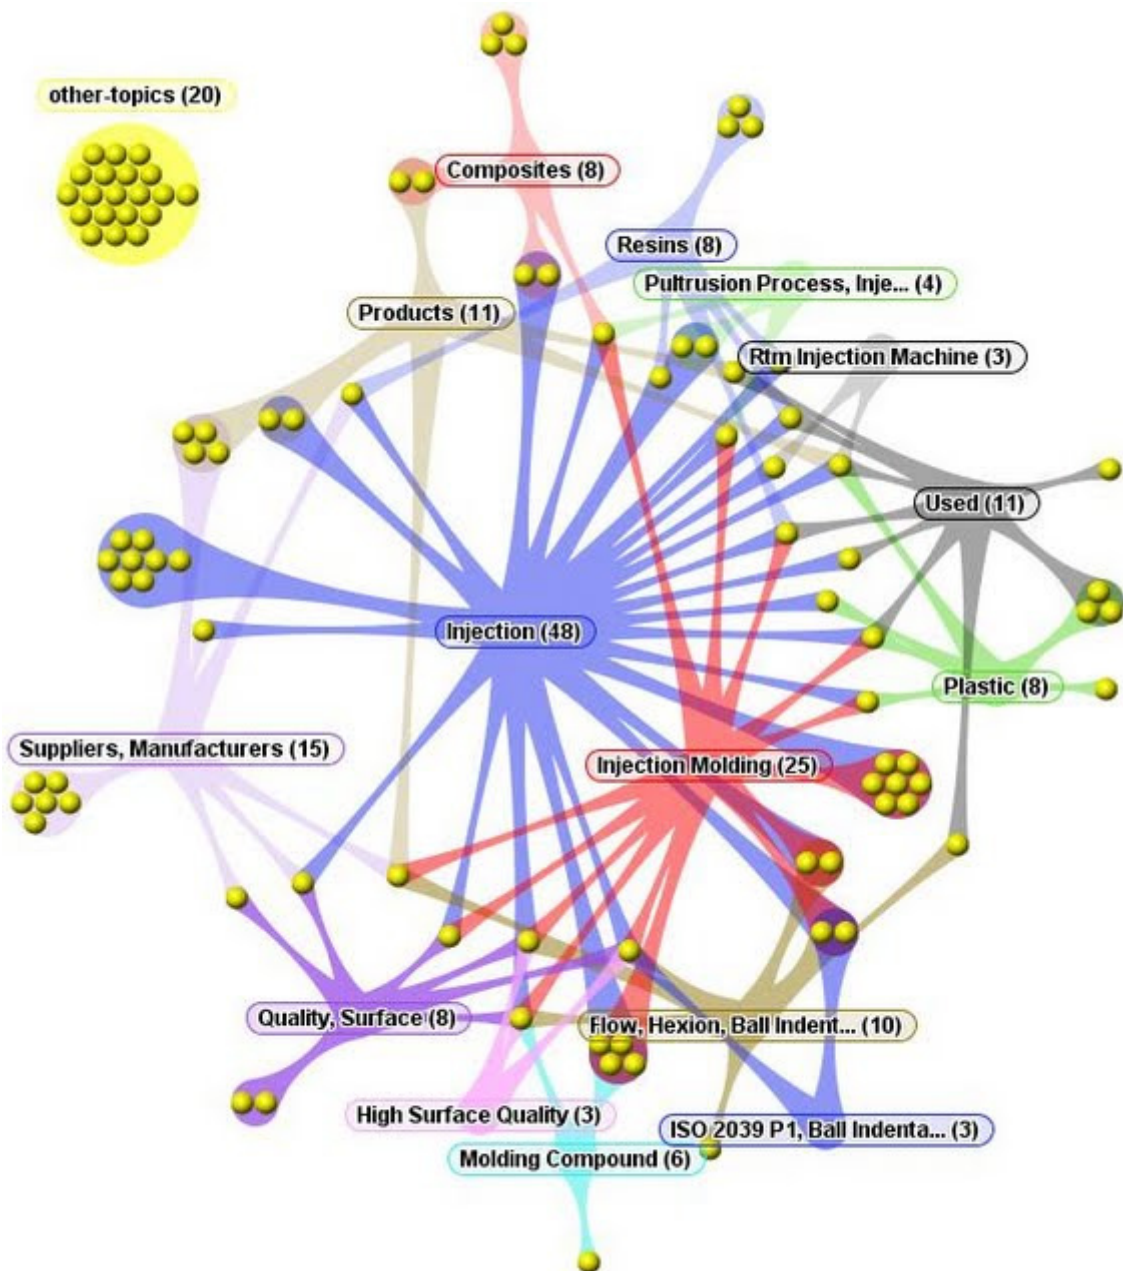 other-topics (20)
Composites (8)
Resins (8)
Pultrusion Process, Inje... (4)
Products (11)
Rtm Injection Machine (3)
Used (11)
Injection (48)
Plastic (8)
Suppliers, Manufacturers (15)
Injection Molding (25)
Quality, Surface (8)
Flow, Hexion, Ball Indent... (10)
High Surface Quality (3)
ISO 2039 P1, Ball Indenta... (3)
Molding Compound (6)